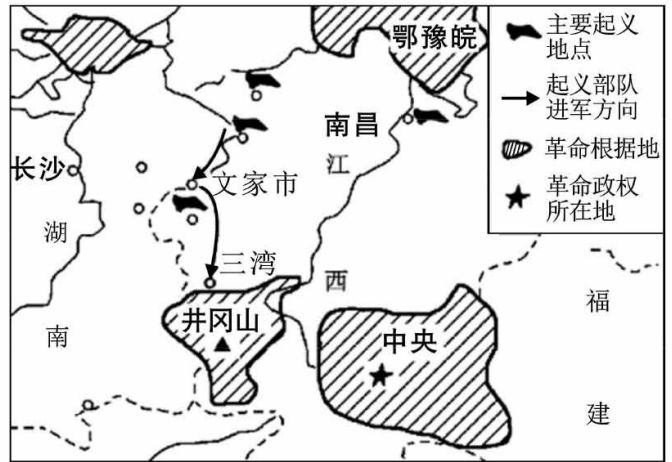 鄂豫皖
南昌
长沙
文家市
江
湖
三湾
西
井冈山
中央
福
南
建
主要起义
地点
起义部队
进军方向
革命根据地
革命政权
所在地